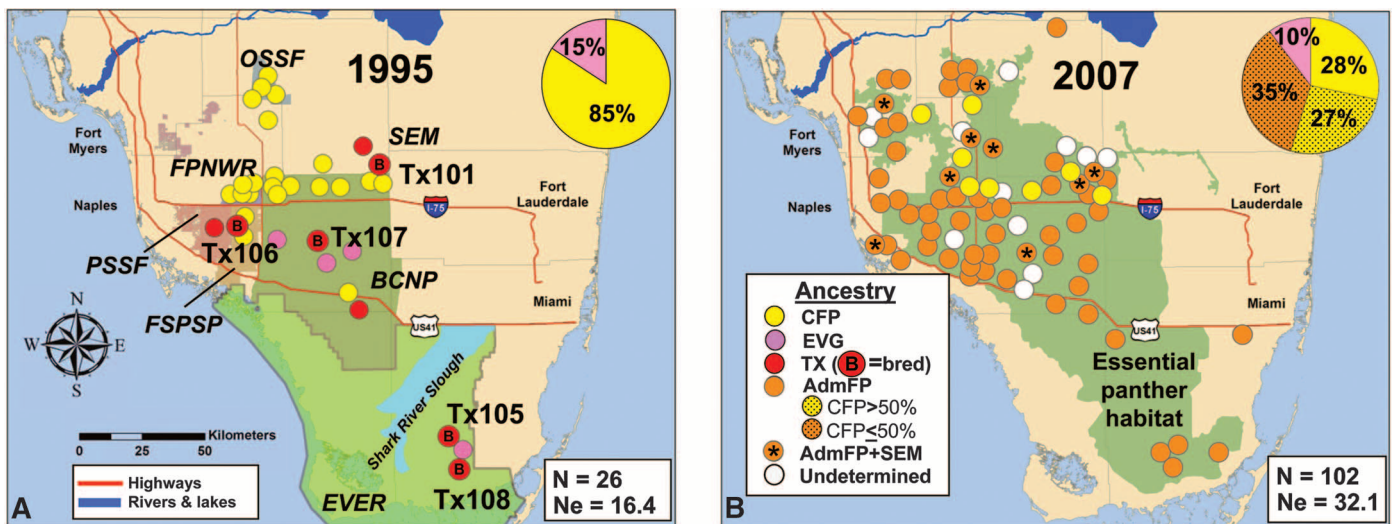 1995
15%
85%
OSSF
SEM
Fort
Myers
FPNWR
B
Tx101
Fort
Lauderdale
I-75
Naples
B
Tx106
B
Tx107
PSSF
BCNP
FSPSP
Miami
N
W
E
S
US41
Shark River Slough
Tx105
B
B
Tx108
EVER
Kilometers
0 25 50
Highways
Rivers & lakes
N = 26
Ne = 16.4
A
2007
10%
28%
35%
27%
*
*
*
*
*
*
*
*
Fort
Myers
Fort
Lauderdale
Naples
I-75
Miami
US41
Essential
panther
habitat
Ancestry
CFP
EVG
TX (B=bred)
AdmFP
CFP>50%
CFP≤50%
* AdmFP+SEM
Undetermined
N = 102
Ne = 32.1
B